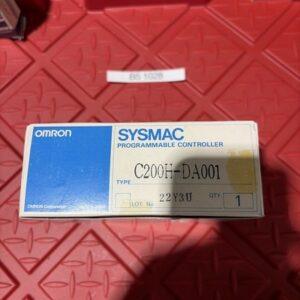 BS 1028
OMRON
SYSMAC
PROGRAMMABLE CONTROLLER
TYPE C200H-DA001
LOT No 22Y3U QTY 1
OMRON Corporation